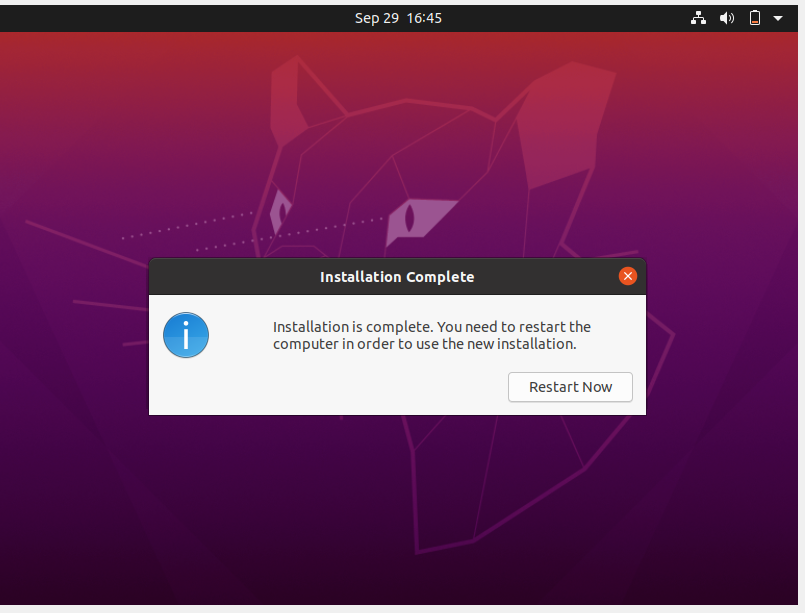 Sep 29 16:45
Installation Complete
Installation is complete. You need to restart the
computer in order to use the new installation.
Restart Now